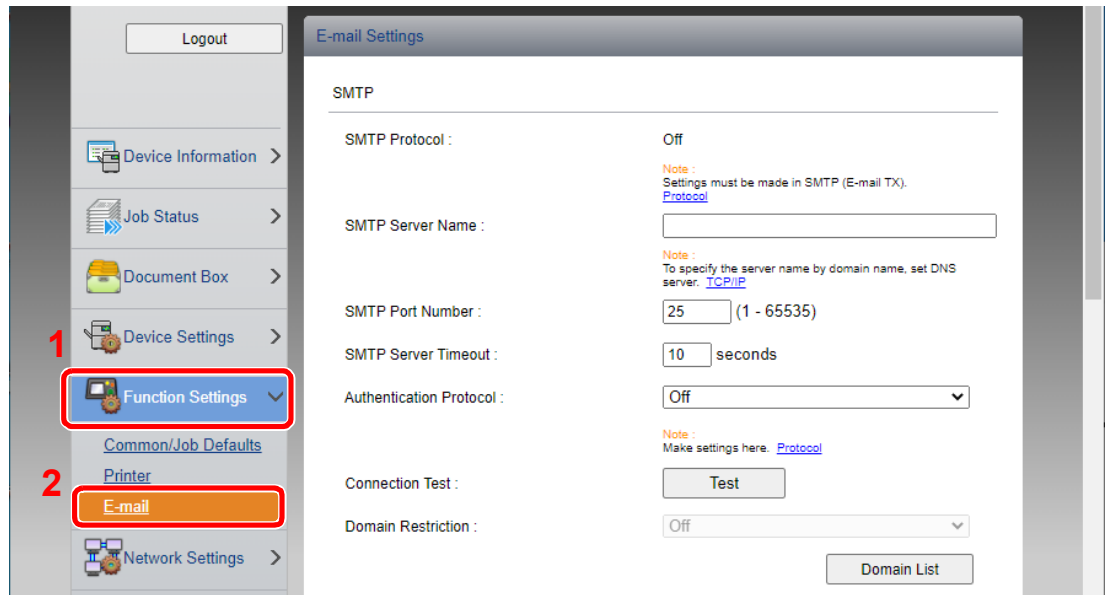 Logout
Device Information
Job Status
Document Box
1
Device Settings
Function Settings
Common/Job Defaults
Printer
2
E-mail
Network Settings
E-mail Settings
SMTP
SMTP Protocol :
Off
Note :
Settings must be made in SMTP (E-mail TX).
Protocol
SMTP Server Name :
Note :
To specify the server name by domain name, set DNS
server. TCP/IP
SMTP Port Number :
25 (1 - 65535)
SMTP Server Timeout :
10 seconds
Authentication Protocol :
Off
Note :
Make settings here. Protocol
Connection Test :
Test
Domain Restriction :
Off
Domain List